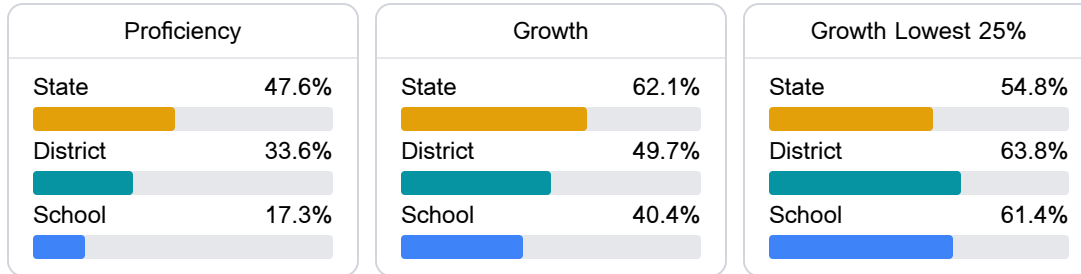 Proficiency
State 47.6%
District 33.6%
School 17.3%
Growth
State 62.1%
District 49.7%
School 40.4%
Growth Lowest 25%
State 54.8%
District 63.8%
School 61.4%